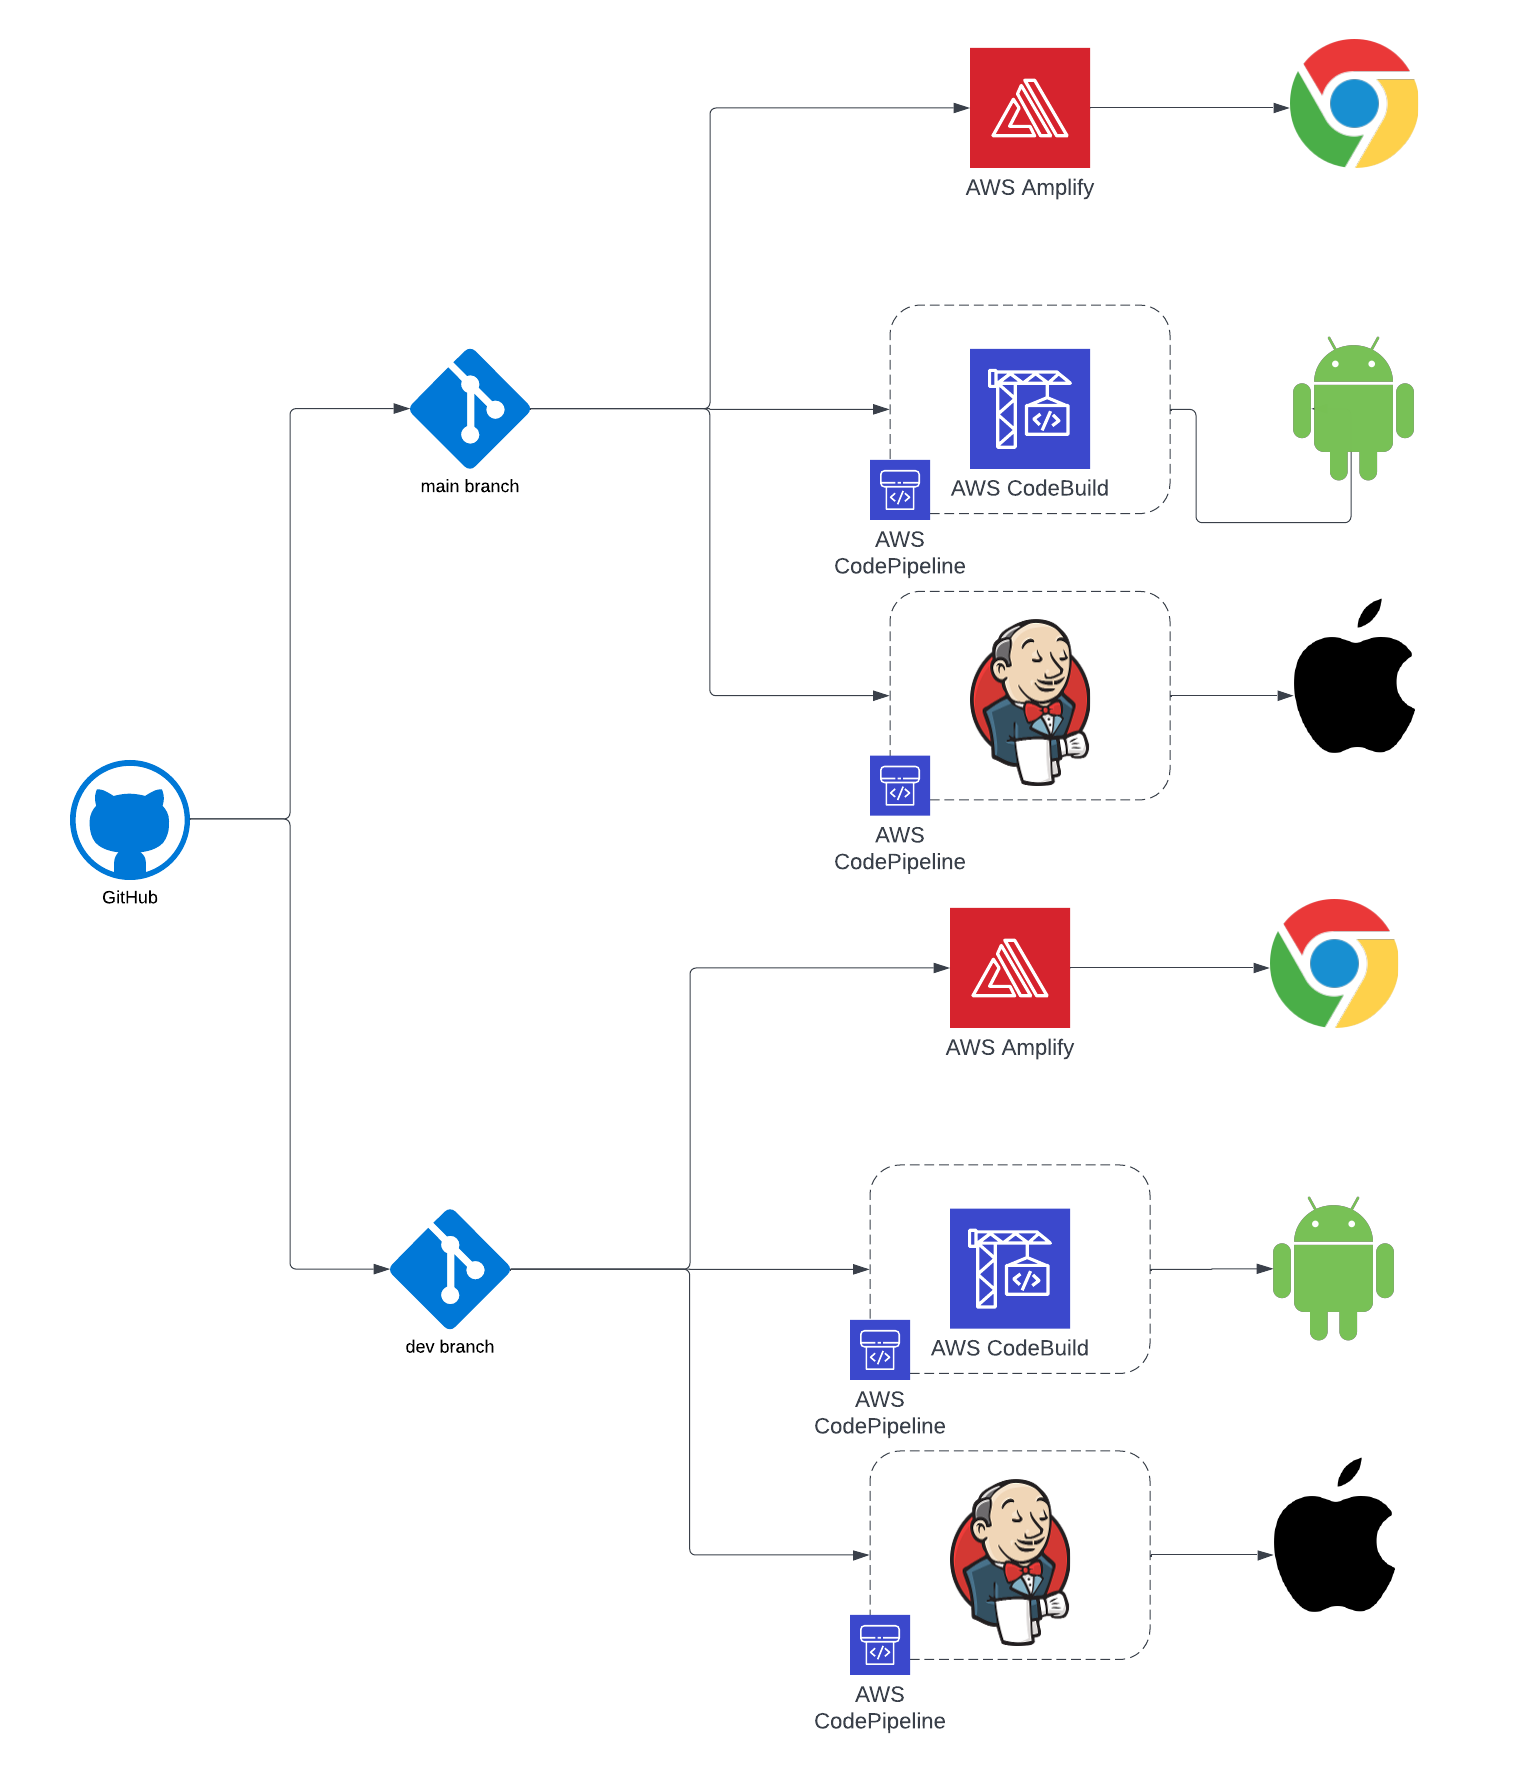 AWS Amplify
main branch
AWS CodeBuild
AWS
CodePipeline
AWS
CodePipeline
GitHub
AWS Amplify
dev branch
AWS CodeBuild
AWS
CodePipeline
AWS
CodePipeline